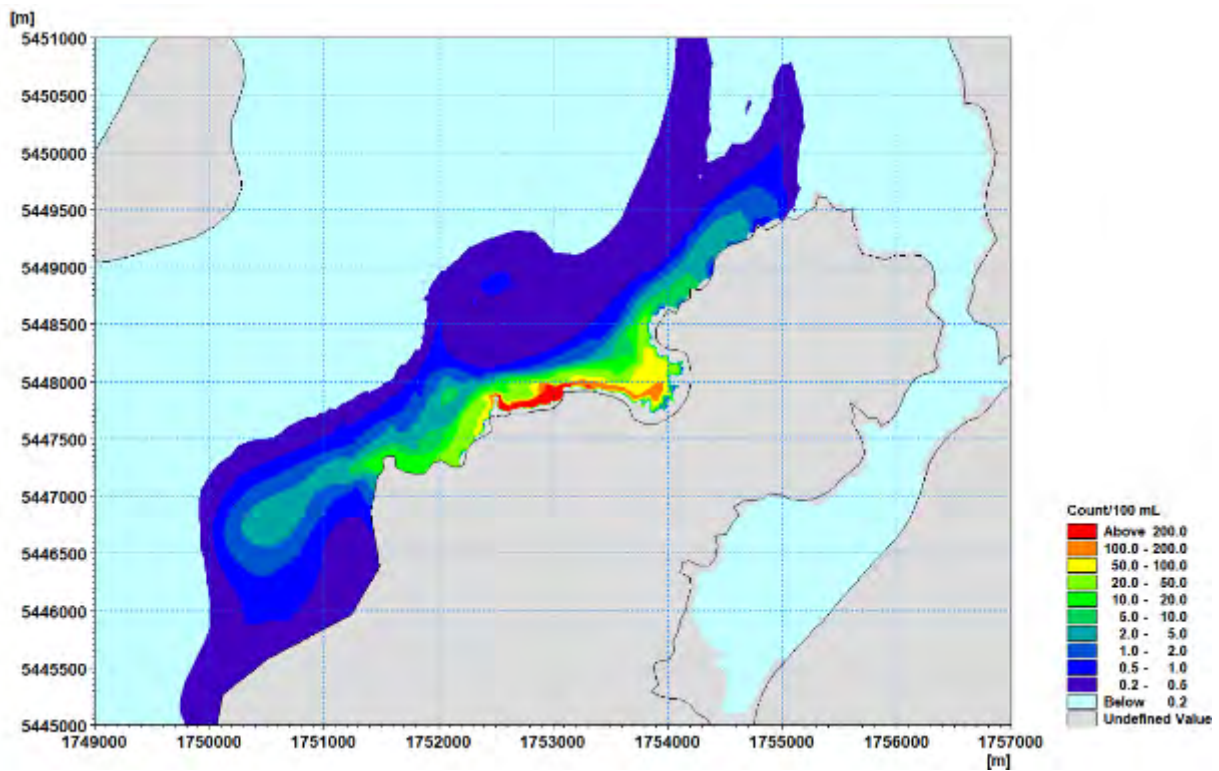 [m]
5451000
5450500
5450000
5449500
5449000
5448500
5448000
5447500
5447000
5446500
5446000
5445500
5445000
1749000 1750000 1751000 1752000 1753000 1754000 1755000 1756000 1757000
[m]
Count/100 mL
Above 200.0
100.0 - 200.0
50.0 - 100.0
20.0 - 50.0
10.0 - 20.0
5.0 - 10.0
2.0 - 5.0
1.0 - 2.0
0.5 - 1.0
0.2 - 0.5
Below 0.2
Undefined Value